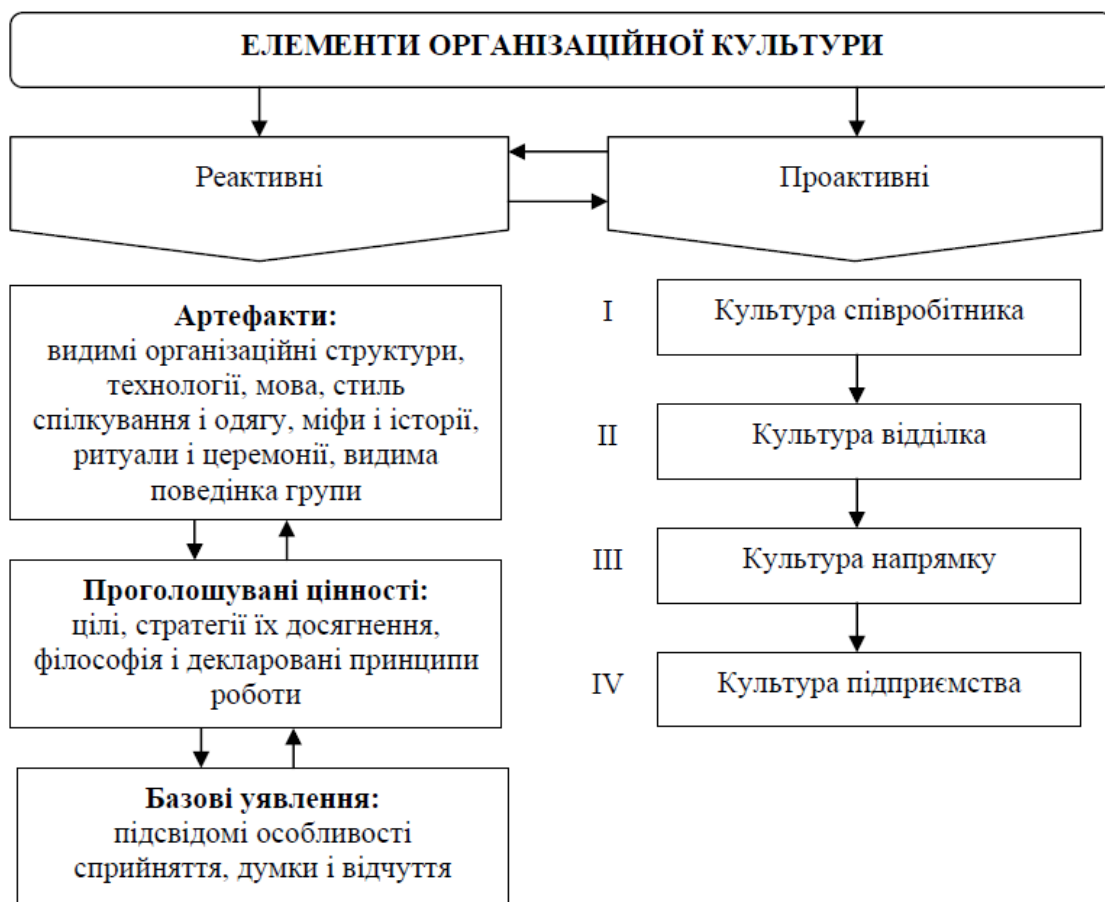 ЕЛЕМЕНТИ ОРГАНІЗАЦІЙНОЇ КУЛЬТУРИ
Реактивні
Проактивні
Артефакти:
видимі організаційні структури,
технології, мова, стиль
спілкування і одягу, міфи і історії,
ритуали і церемонії, видима
поведінка групи
Проголошувані цінності:
цілі, стратегії їх досягнення,
філософія і декларовані принципи
роботи
Базові уявлення:
підсвідомі особливості
сприйняття, думки і відчуття
I
Культура співробітника
II
Культура відділка
III
Культура напрямку
IV
Культура підприємства